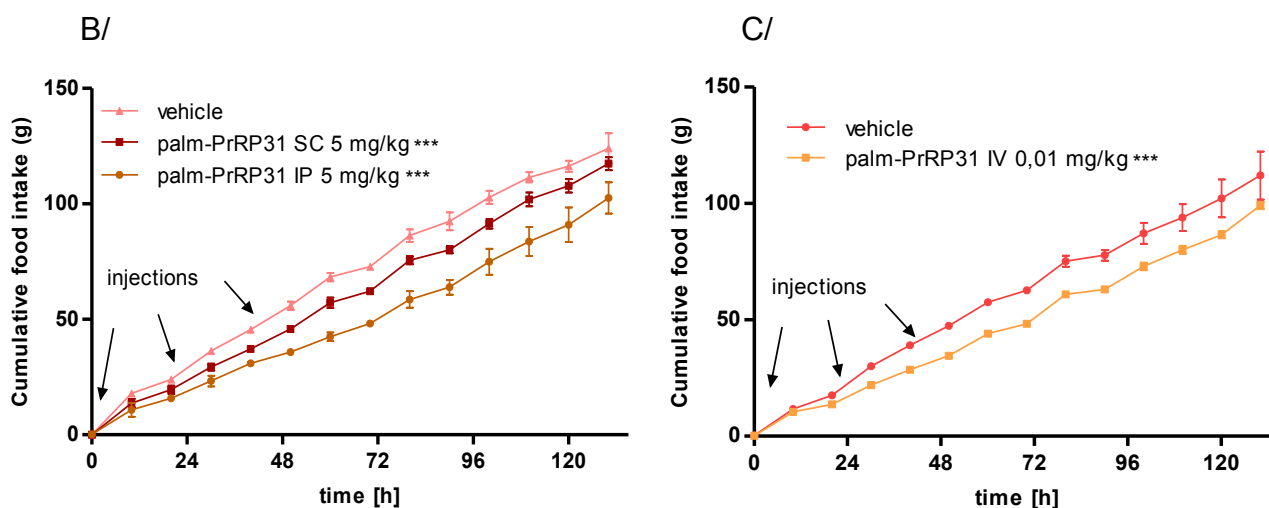 B/
150
100
50
0
Cumulative food intake (g)
vehicle
palm-PrRP31 SC 5 mg/kg ***
palm-PrRP31 IP 5 mg/kg ***
injections
0 24 48 72 96 120
time [h]
C/
150
100
50
0
Cumulative food intake (g)
vehicle
palm-PrRP31 IV 0,01 mg/kg ***
injections
0 24 48 72 96 120
time [h]